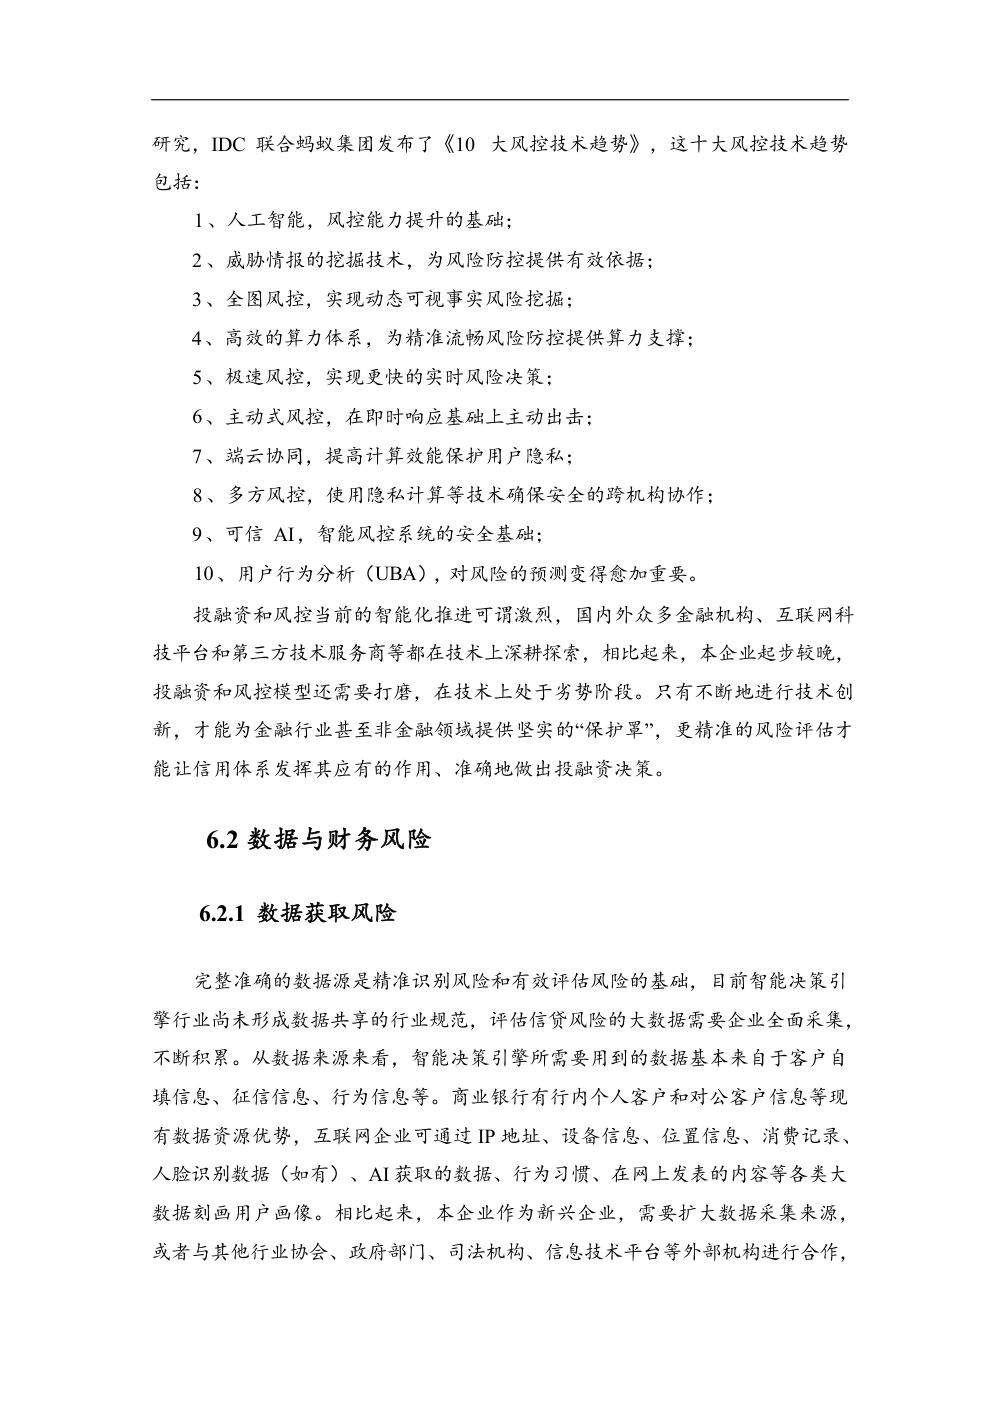 研究，IDC 联合蚂蚁集团发布了《10 大风控技术趋势》，这十大风控技术趋势
包括：
1、人工智能，风控能力提升的基础；
2、威胁情报的挖掘技术，为风险防控提供有效依据；
3、全图风控，实现动态可视事实风险挖掘；
4、高效的算力体系，为精准流畅风险防控提供算力支撑；
5、极速风控，实现更快的实时风险决策；
6、主动式风控，在即时响应基础上主动出击；
7、端云协同，提高计算效能保护用户隐私；
8、多方风控，使用隐私计算等技术确保安全的跨机构协作；
9、可信 AI，智能风控系统的安全基础；
10、用户行为分析（UBA），对风险的预测变得愈加重要。
投融资和风控当前的智能化推进可谓激烈，国内外众多金融机构、互联网科
技平台和第三方技术服务商等都在技术上深耕探索，相比起来，本企业起步较晚，
投融资和风控模型还需要打磨，在技术上处于劣势阶段。只有不断地进行技术创
新，才能为金融行业甚至非金融领域提供坚实的“保护罩”，更精准的风险评估才
能让信用体系发挥其应有的作用、准确地做出投融资决策。
6.2 数据与财务风险
6.2.1 数据获取风险
完整准确的数据源是精准识别风险和有效评估风险的基础，目前智能决策引
擎行业尚未形成数据共享的行业规范，评估信贷风险的大数据需要企业全面采集，
不断积累。从数据来源来看，智能决策引擎所需要用到的数据基本来自于客户自
填信息、征信信息、行为信息等。商业银行有行内个人客户和对公客户信息等现
有数据资源优势，互联网企业可通过 IP 地址、设备信息、位置信息、消费记录、
人脸识别数据（如有）、AI 获取的数据、行为习惯、在网上发表的内容等各类大
数据刻画用户画像。相比起来，本企业作为新兴企业，需要扩大数据采集来源，
或者与其他行业协会、政府部门、司法机构、信息技术平台等外部机构进行合作，